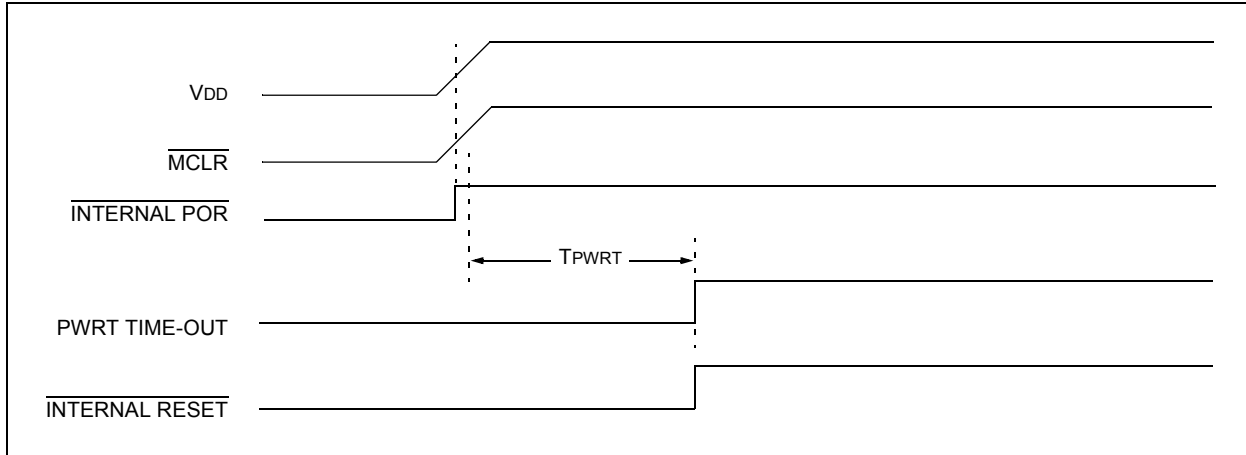 VDD
MCLR
INTERNAL POR
TPWRT
PWRT TIME-OUT
INTERNAL RESET